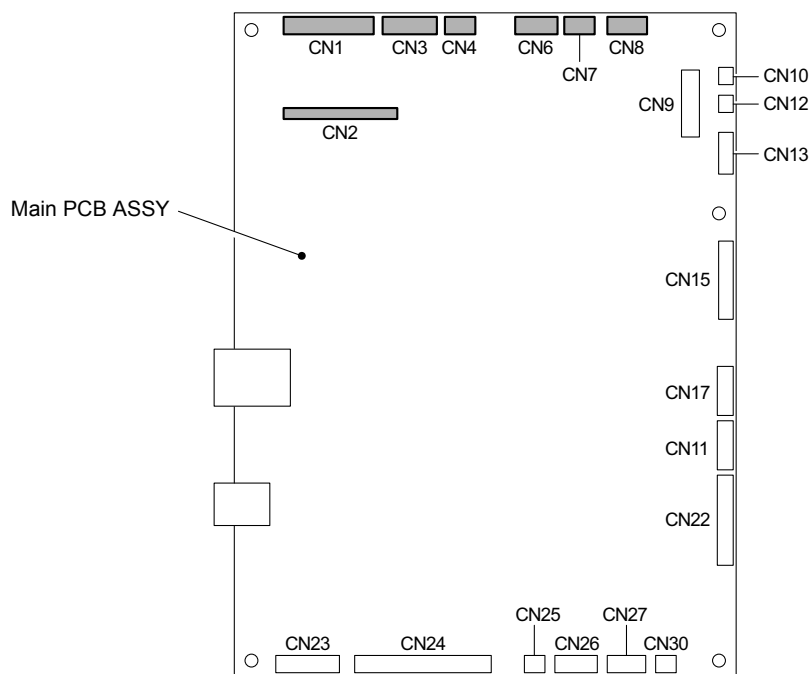 CN1 CN3 CN4 CN6 CN8
CN7
CN10
CN9
CN12
CN2
CN13
Main PCB ASSY
CN15
CN17
CN11
CN22
CN25 CN27
CN23 CN24 CN26 CN30